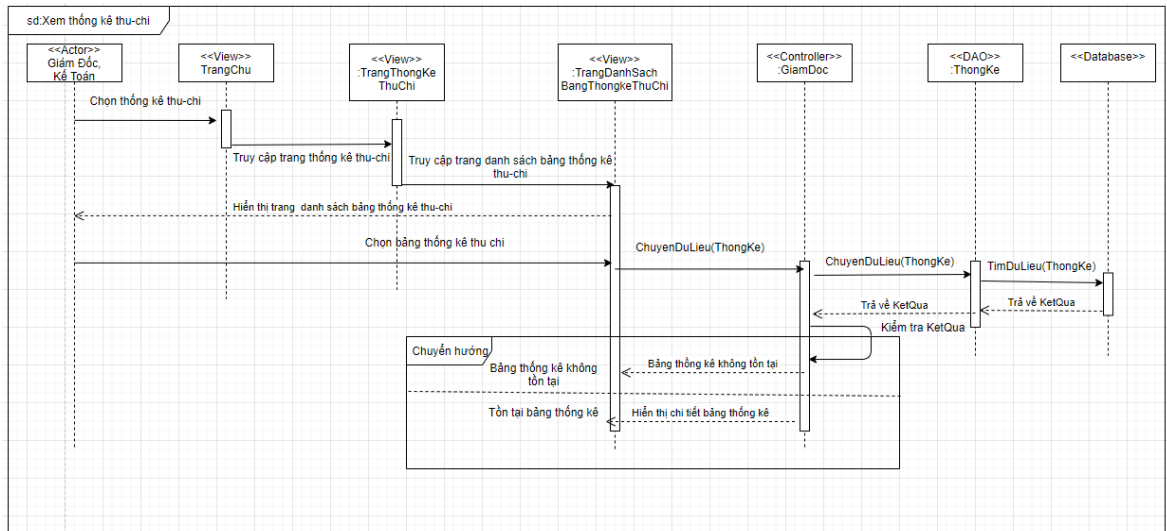 sd:Xem thống kê thu-chi
<<Actor>>
Giám Đốc,
Kế Toán
<<View>>
TrangChu
<<View>>
:TrangThongKe
ThuChi
<<View>>
:TrangDanhSach
BangThongkeThuChi
<<Controller>>
:GiamDoc
<<DAO>>
:ThongKe
<<Database>>
Chọn thống kê thu-chi
Truy cập trang thống kê thu-chi
Truy cập trang danh sách bảng thống kê
thu-chi
Hiển thị trang danh sách bảng thống kê thu-chi
Chọn bảng thống kê thu chi
ChuyenDuLieu(ThongKe)
ChuyenDuLieu(ThongKe)
TimDuLieu(ThongKe)
Trả về KetQua
Trả về KetQua
Kiểm tra KetQua
Chuyển hướng
Bảng thống kê không
tồn tại
Bảng thống kê không tồn tại
Tồn tại bảng thống kê
Hiển thị chi tiết bảng thống kê